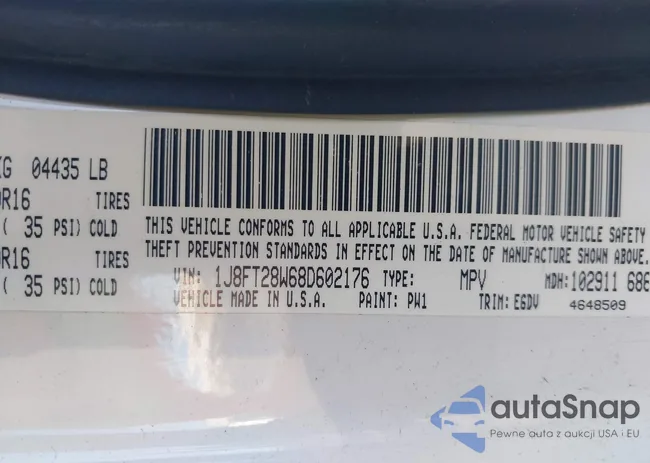 KG 04435 LB
0R16 TIRES
( 35 PSI) COLD
0R16 TIRES
( 35 PSI) COLD
THIS VEHICLE CONFORMS TO ALL APPLICABLE U.S.A. FEDERAL MOTOR VEHICLE SAFETY
THEFT PREVENTION STANDARDS IN EFFECT ON THE DATE OF MANUFACTURE SHOWN ABOVE.
VIN: 1J8FT28W68D602176 TYPE: MPV MDH:102911 686
VEHICLE MADE IN U.S.A. PAINT: PW1 TRIM: E6DV 4648509
autaSnap
Pewne auta z aukcji USA i EU